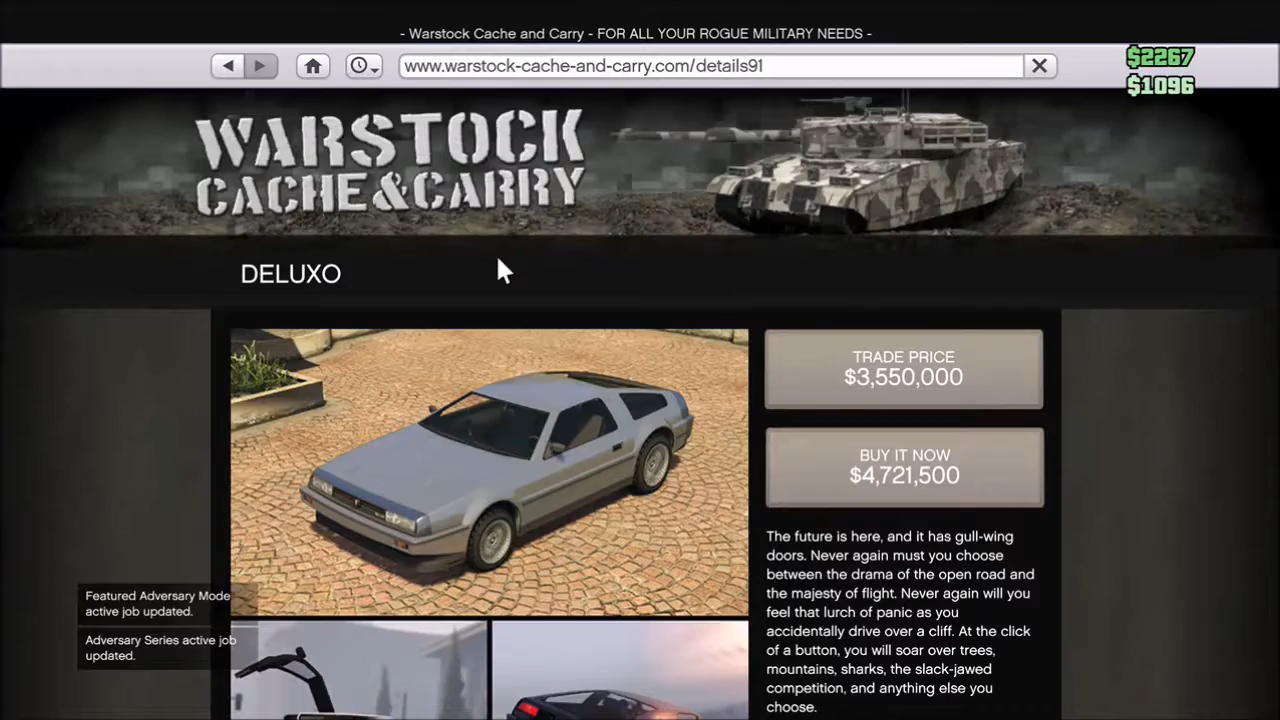 - Warstock Cache and Carry - FOR ALL YOUR ROGUE MILITARY NEEDS -
www.warstock-cache-and-carry.com/details91
$2267
$1096
WARSTOCK
CACHE&CARRY
DELUXO
TRADE PRICE
$3,550,000
BUY IT NOW
$4,721,500
The future is here, and it has gull-wing
doors. Never again must you choose
between the drama of the open road and
the majesty of flight. Never again will you
feel that lurch of panic as you
accidentally drive over a cliff. At the click
of a button, you will soar over trees,
mountains, sharks, the slack-jawed
competition, and anything else you
choose.
Featured Adversary Mode
active job updated.
Adversary Series active job
updated.